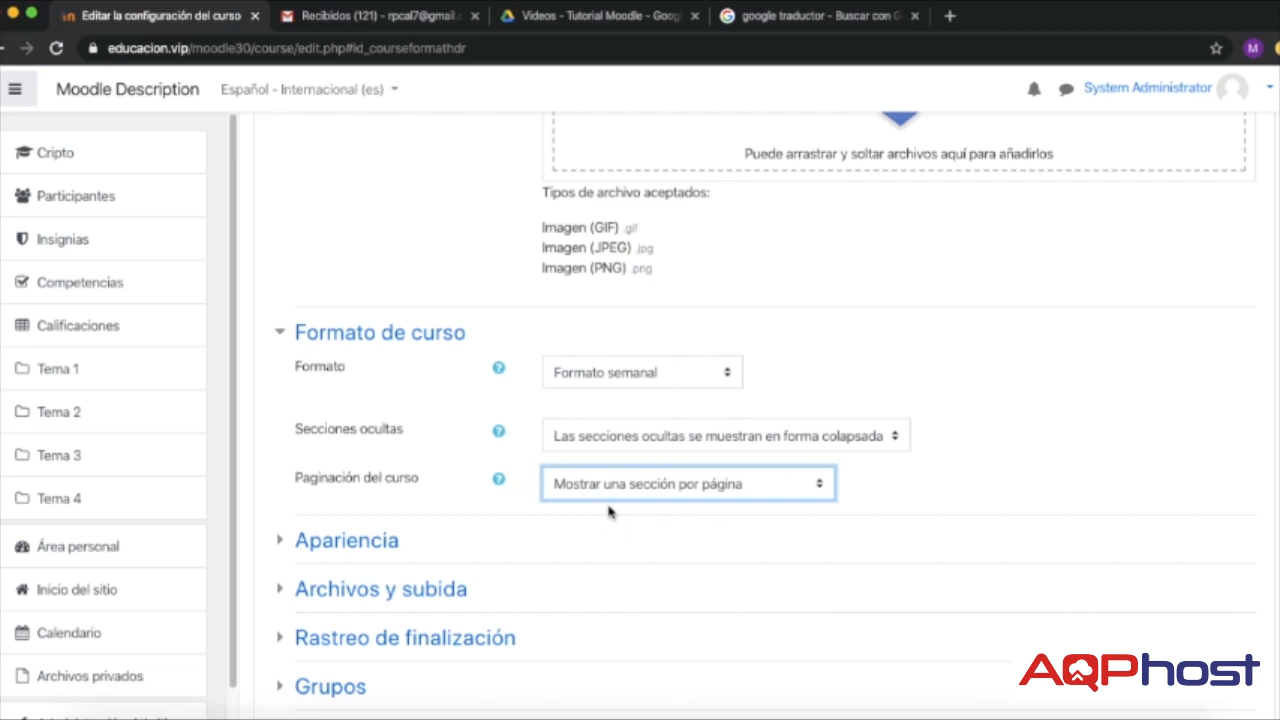 Editar la configuración del curso
Recibidos (121) - rpcal7@gmail.c
Videos - Tutorial Moodle - Goog
google traductor - Buscar con G
educacion.vip/moodle30/course/edit.php#id_courseformathdr
M
Moodle Description
Español - Internacional (es)
System Administrator
Cripto
Participantes
Insignias
Competencias
Calificaciones
Tema 1
Tema 2
Tema 3
Tema 4
Área personal
Inicio del sitio
Calendario
Archivos privados
Puede arrastrar y soltar archivos aquí para añadirlos
Tipos de archivo aceptados:
Imagen (GIF) .gif
Imagen (JPEG) .jpg
Imagen (PNG) .png
Formato de curso
Formato
Formato semanal
Secciones ocultas
Las secciones ocultas se muestran en forma colapsada
Paginación del curso
Mostrar una sección por página
Apariencia
Archivos y subida
Rastreo de finalización
Grupos
AQPhost